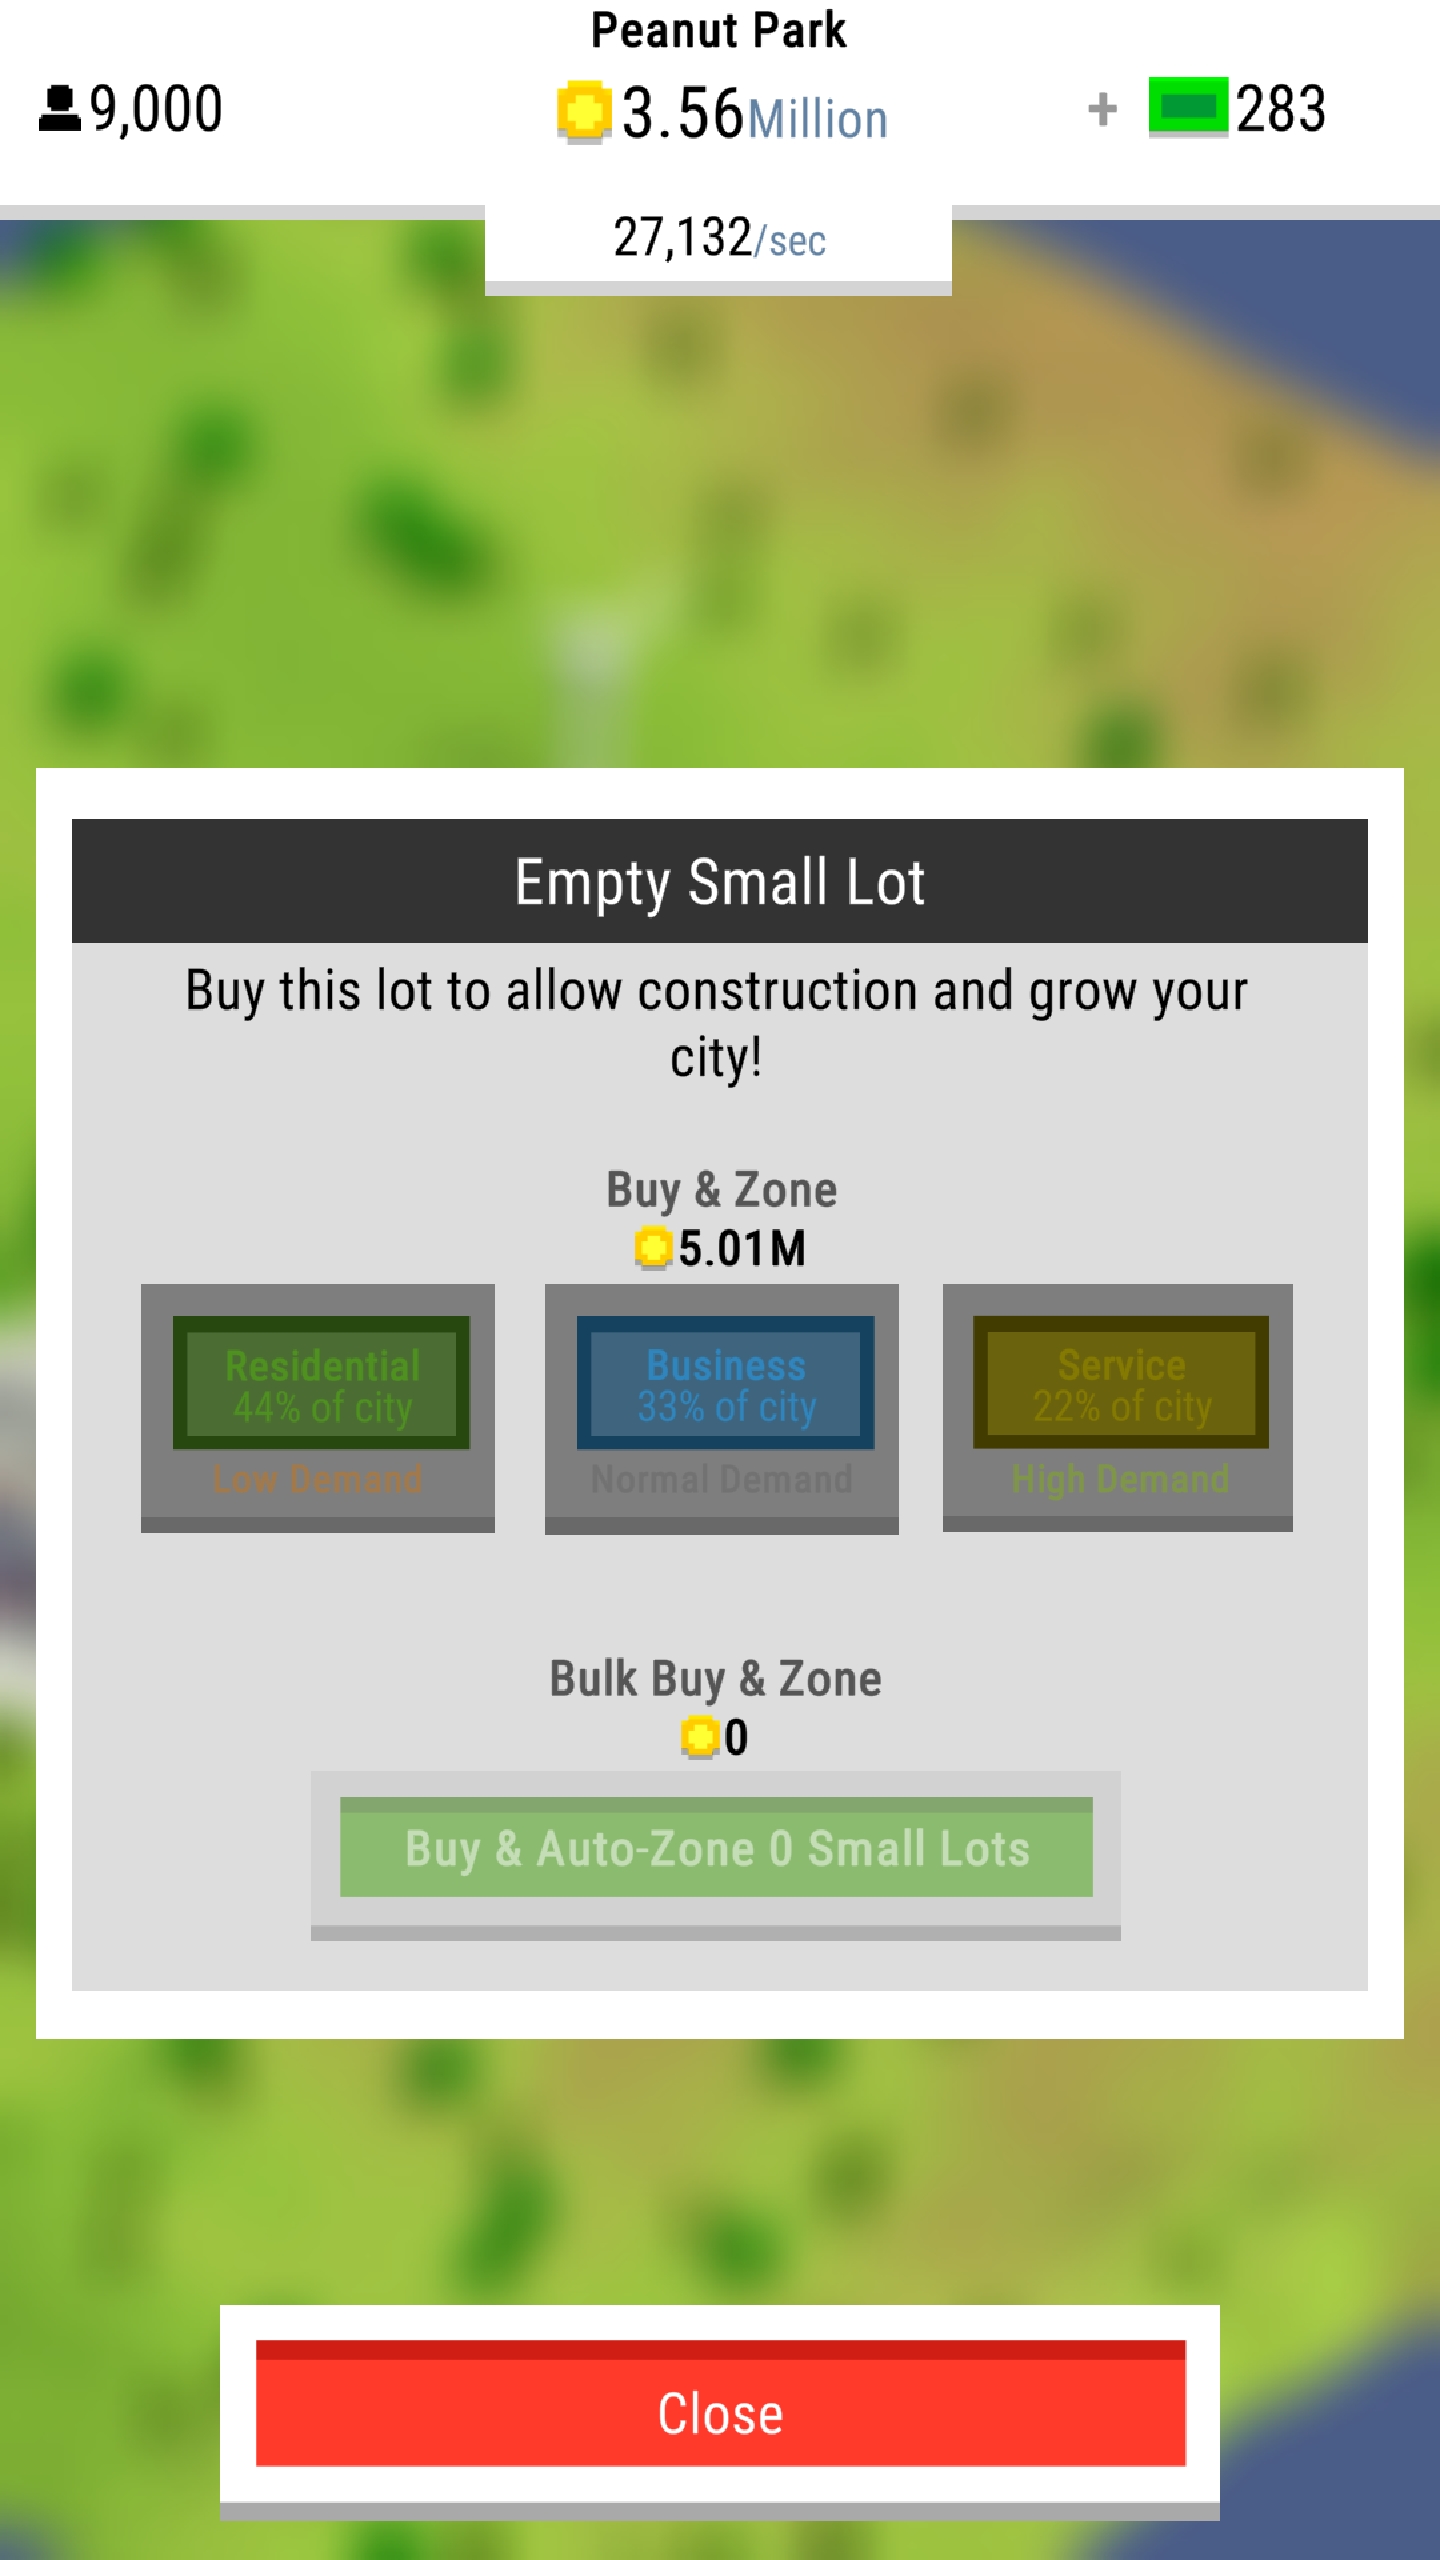 Peanut Park
9,000
3.56Million
+ 283
27,132/sec
Empty Small Lot
Buy this lot to allow construction and grow your
city!
Buy & Zone
5.01M
Residential
44% of city
Low Demand
Business
33% of city
Normal Demand
Service
22% of city
High Demand
Bulk Buy & Zone
0
Buy & Auto-Zone 0 Small Lots
Close